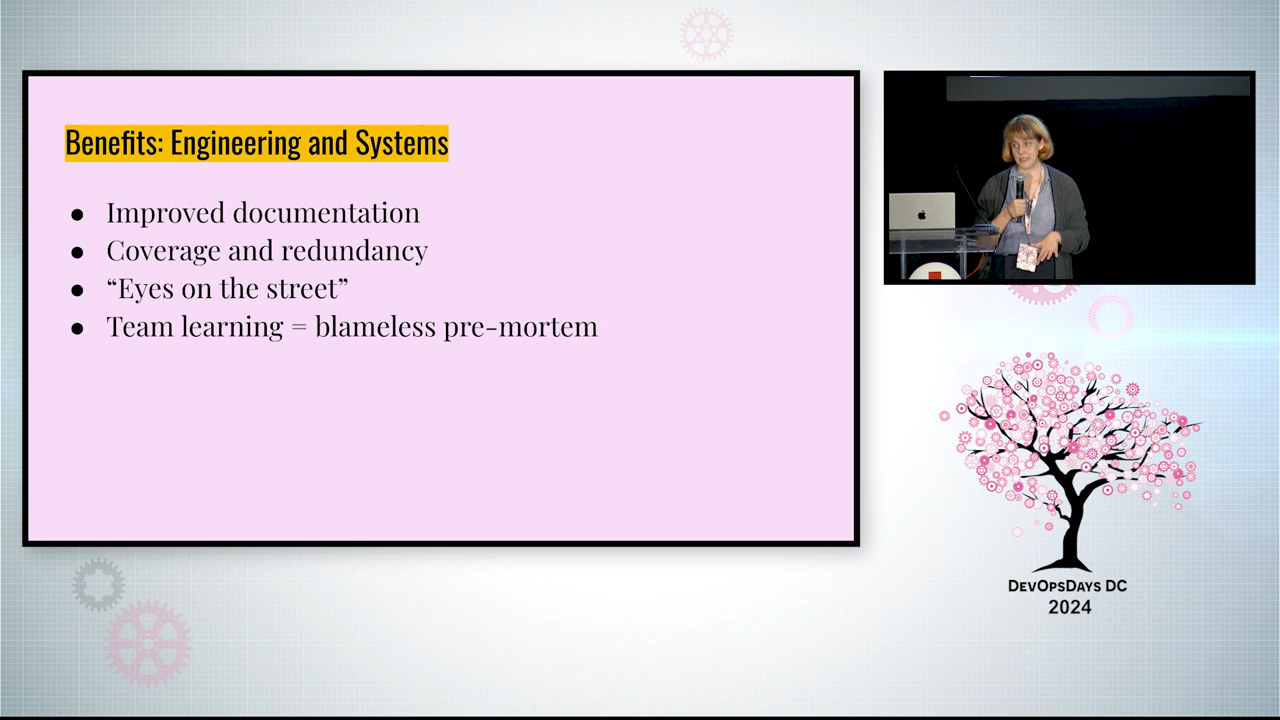 Benefits: Engineering and Systems
● Improved documentation
● Coverage and redundancy
● “Eyes on the street”
● Team learning = blameless pre-mortem
DevOpsDays DC
2024